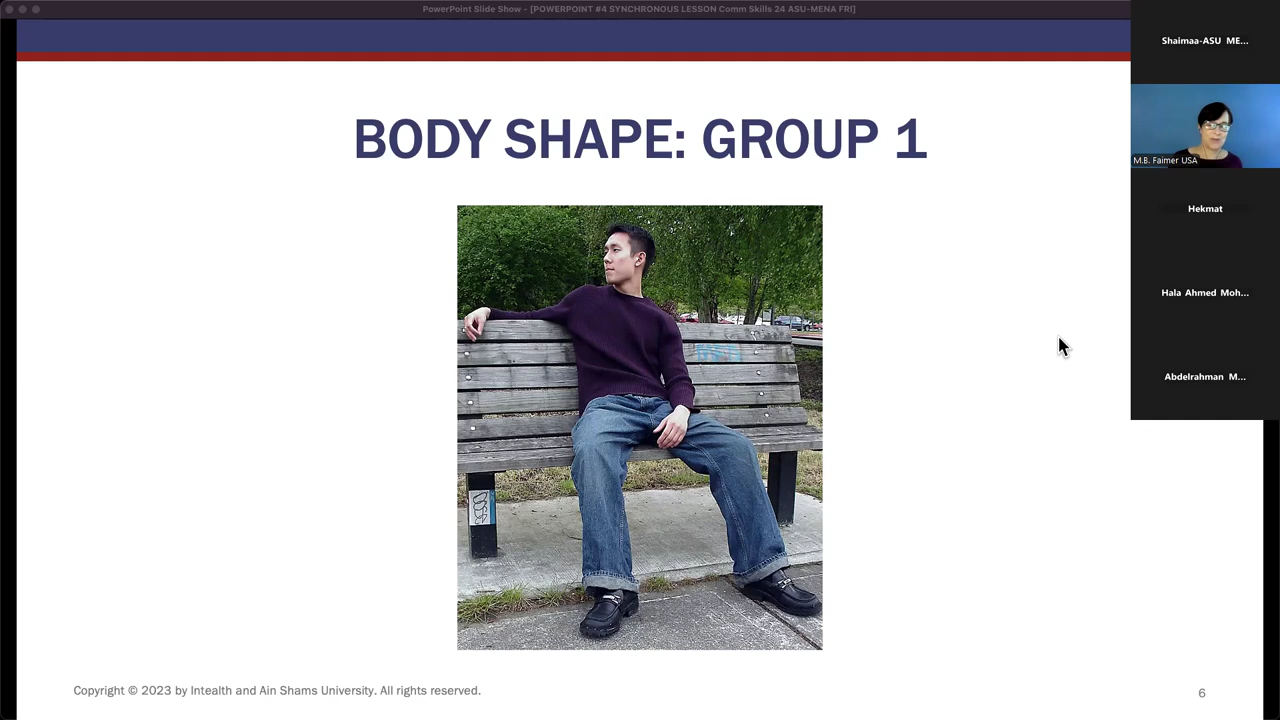 PowerPoint Slide Show - [POWERPOINT #4 SYNCHRONOUS LESSON Comm Skills 24 ASU-MENA FRI]
Shaimaa-ASU ME...
BODY SHAPE: GROUP 1
M.B. Faimer USA
Hekmat
Hala Ahmed Moh...
Abdelrahman M...
Copyright © 2023 by Intealth and Ain Shams University. All rights reserved.
6